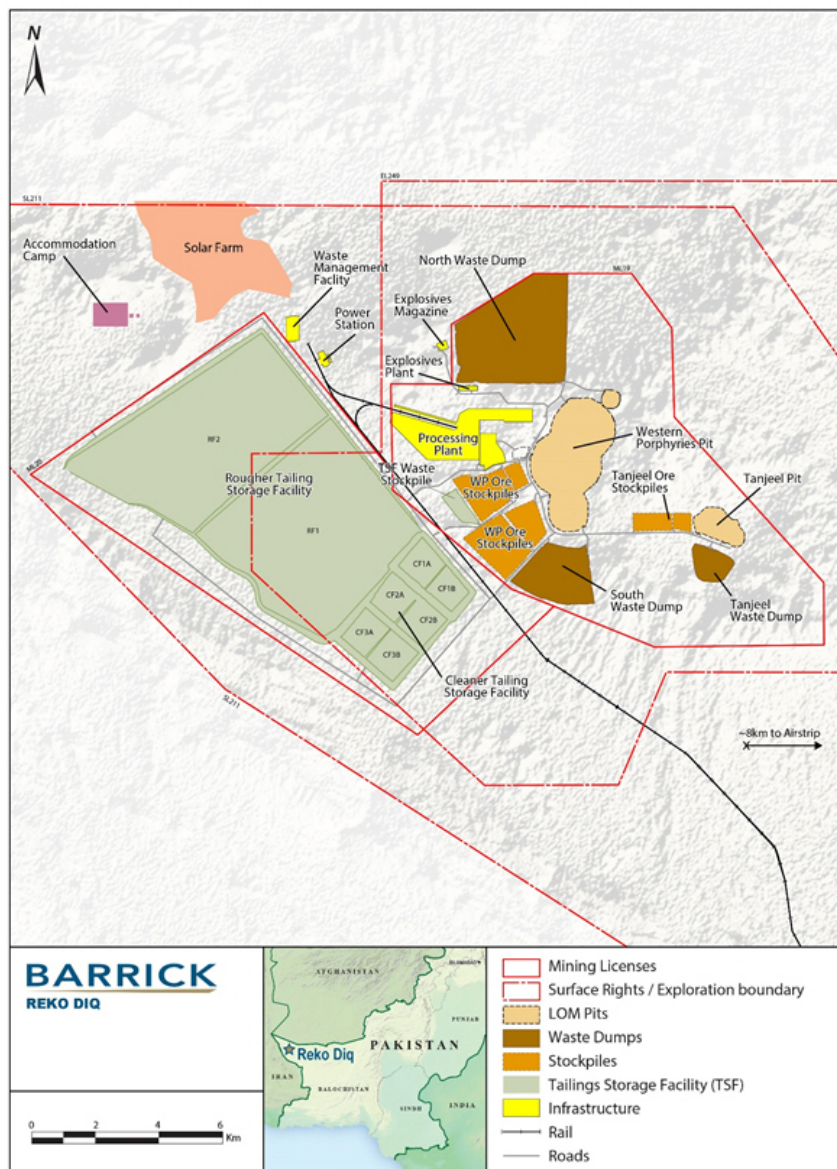 N
EL249
SL211
Accommodation
Camp
Solar Farm
Waste
Management
Faclity
Power
Station
North Waste Dump
ML19
Explosives
Magazine
Explosives
Plant
Processing
Plant
Western
Porphyries Pit
TSF Waste
Stockpile
WP Ore
Stockpiles
Tanjeel Ore
Stockpiles
Tanjeel Pit
RF2
ML20
Rougher Tailing
Storage Facility
RF1
WP Ore
Stockpiles
CF1A
CF1B
CF2A
CF2B
CF3A
CF3B
South
Waste Dump
Tanjeel
Waste Dump
Cleaner Tailing
Storage Facility
SL211
~8km to Airstrip
BARRICK
REKO DIQ
0 2 4 6
Km
AFGHANISTAN
ISLAMABAD
PUNJAB
PAKISTAN
Reko Diq
IRAN
BALOCHISTAN
SINDH
INDIA
Mining Licenses
Surface Rights / Exploration boundary
LOM Pits
Waste Dumps
Stockpiles
Tailings Storage Facility (TSF)
Infrastructure
Rail
Roads